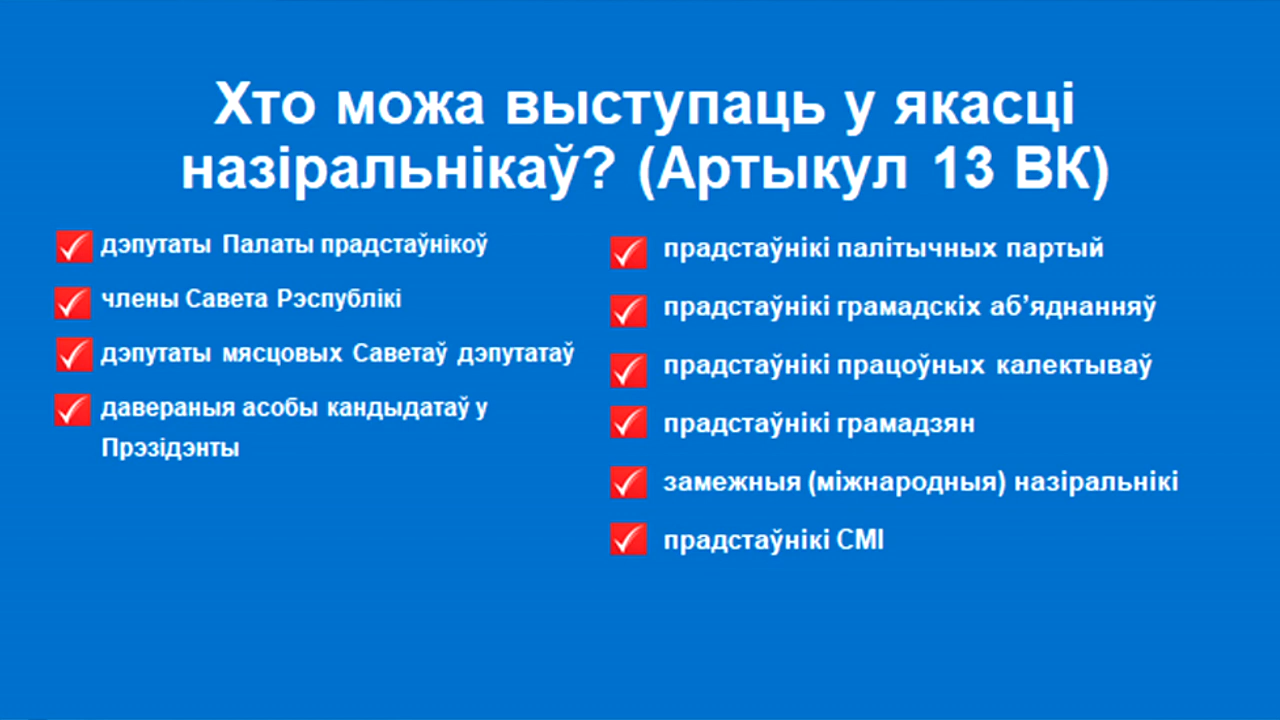 Хто можа выступаць у якасці
назіральнікаў? (Артыкул 13 ВК)
дэпутаты Палаты прадстаўнікоў
члены Савета Рэспублікі
дэпутаты мясцовых Саветаў дэпутатаў
давераныя асобы кандыдатаў у
Прэзідэнты
прадстаўнікі палітычных партый
прадстаўнікі грамадскіх аб’яднанняў
прадстаўнікі працоўных калектываў
прадстаўнікі грамадзян
замежныя (міжнародныя) назіральнікі
прадстаўнікі СМІ